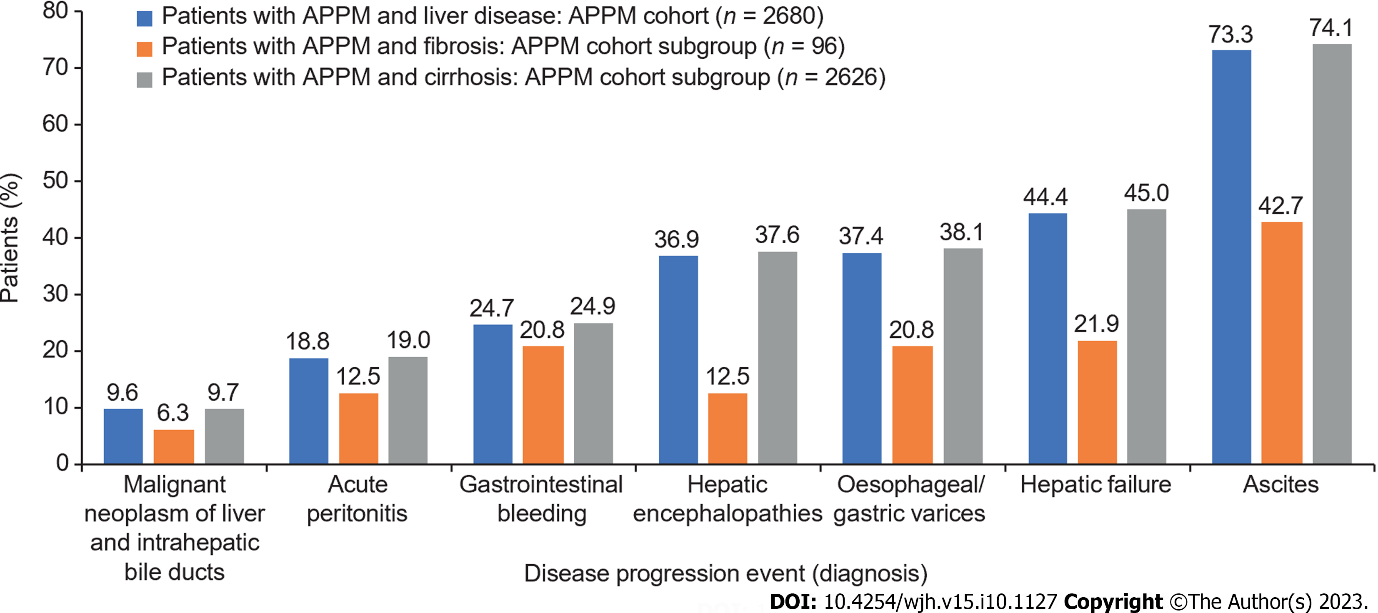 80
70
60
50
40
30
20
10
0
Patients (%)
Patients with APPM and liver disease: APPM cohort (n = 2680)
Patients with APPM and fibrosis: APPM cohort subgroup (n = 96)
Patients with APPM and cirrhosis: APPM cohort subgroup (n = 2626)
9.6
6.3
9.7
18.8
12.5
19.0
24.7
20.8
24.9
36.9
12.5
37.6
37.4
20.8
38.1
44.4
21.9
45.0
73.3
42.7
74.1
Malignant
neoplasm of liver
and intrahepatic
bile ducts
Acute
peritonitis
Gastrointestinal
bleeding
Hepatic
encephalopathies
Oesophageal/
gastric varices
Hepatic failure
Ascites
Disease progression event (diagnosis)
DOI: 10.4254/wjh.v15.i10.1127 Copyright ©The Author(s) 2023.